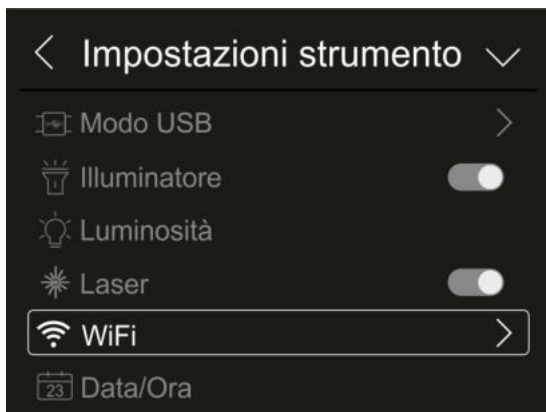 Impostazioni strumento
Modo USB
Illuminatore
Luminosità
Laser
WiFi
23 Data/Ora